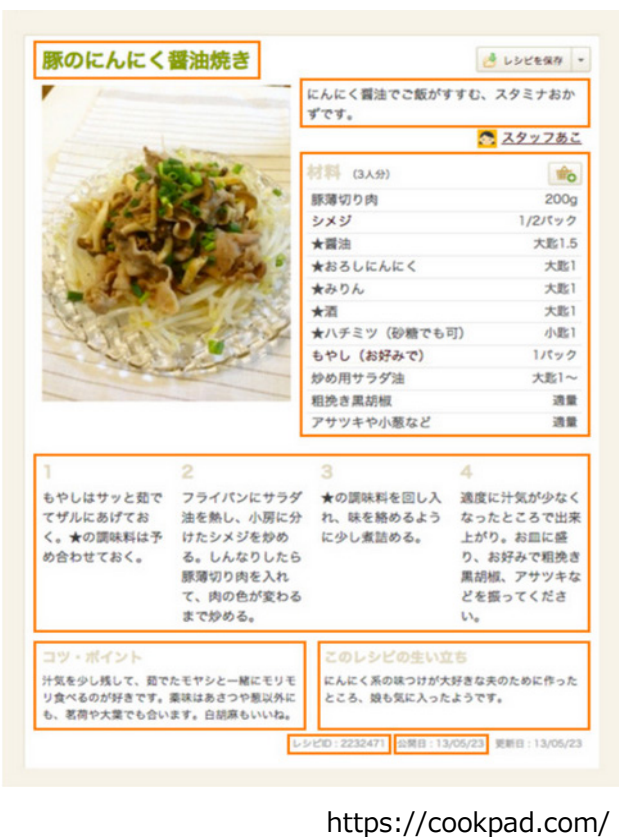 豚のにんにく醤油焼き
レシピを保存
にんにく醤油でご飯がすすむ、スタミナおか
ずです。
スタッフあこ
材料 (3人分)
豚薄切り肉 200g
シメジ 1/2パック
★醤油 大匙1.5
★おろしにんにく 大匙1
★みりん 大匙1
★酒 大匙1
★ハチミツ（砂糖でも可） 小匙1
もやし（お好みで） 1パック
炒め用サラダ油 大匙1〜
粗挽き黒胡椒 適量
アサツキや小葱など 適量
1
もやしはサッと茹で
てザルにあげてお
く。★の調味料は予
め合わせておく。
2
フライパンにサラダ
油を熱し、小房に分
けたシメジを炒め
る。しんなりしたら
豚薄切り肉を入れ
て、肉の色が変わる
まで炒める。
3
★の調味料を回し入
れ、味を絡めるよう
に少し煮詰める。
4
適度に汁気が少なく
なったところで出来
上がり。お皿に盛
り、お好みで粗挽き
黒胡椒、アサツキな
どを振ってくださ
い。
コツ・ポイント
汁気を少し残して、茹でたモヤシと一緒にモリモ
リ食べるのが好きです。薬味はあさつや葱以外に
も、茗荷や大葉でも合います。白胡麻もいいね。
このレシピの生い立ち
にんにく系の味つけが大好きな夫のために作った
ところ、娘も気に入ったようです。
レシピID : 2232471 公開日 : 13/05/23 更新日 : 13/05/23
https://cookpad.com/